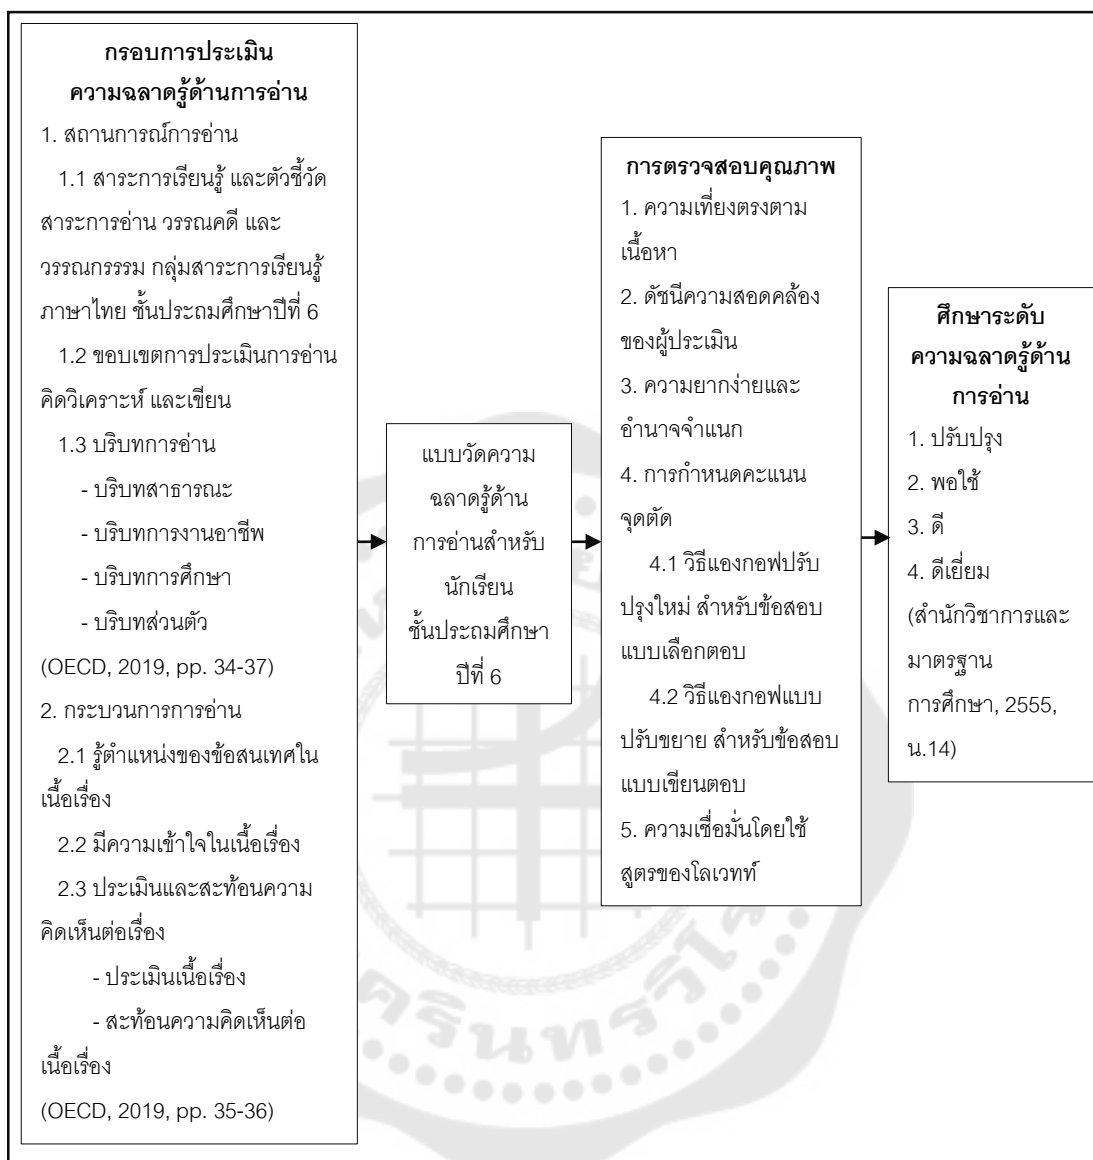 กรอบการประเมิน
ความฉลาดรู้ด้านการอ่าน
1. สถานการณ์การอ่าน
1.1 สาระการเรียนรู้ และตัวชี้วัด
สาระการอ่าน วรรณคดี และ
วรรณกรรรม กลุ่มสาระการเรียนรู้
ภาษาไทย ชั้นประถมศึกษาปีที่ 6
1.2 ขอบเขตการประเมินการอ่าน
คิดวิเคราะห์ และเขียน
1.3 บริบทการอ่าน
- บริบทสาธารณะ
- บริบทการงานอาชีพ
- บริบทการศึกษา
- บริบทส่วนตัว
(OECD, 2019, pp. 34-37)
2. กระบวนการการอ่าน
2.1 รู้ตำแหน่งของข้อสนเทศใน
เนื้อเรื่อง
2.2 มีความเข้าใจในเนื้อเรื่อง
2.3 ประเมินและสะท้อนความ
คิดเห็นต่อเรื่อง
- ประเมินเนื้อเรื่อง
- สะท้อนความคิดเห็นต่อ
เนื้อเรื่อง
(OECD, 2019, pp. 35-36)
แบบวัดความ
ฉลาดรู้ด้าน
การอ่านสำหรับ
นักเรียน
ชั้นประถมศึกษา
ปีที่ 6
การตรวจสอบคุณภาพ
1. ความเที่ยงตรงตาม
เนื้อหา
2. ดัชนีความสอดคล้อง
ของผู้ประเมิน
3. ความยากง่ายและ
อำนาจจำแนก
4. การกำหนดคะแนน
จุดตัด
4.1 วิธีแองกอฟปรับ
ปรุงใหม่ สำหรับข้อสอบ
แบบเลือกตอบ
4.2 วิธีแองกอฟแบบ
ปรับขยาย สำหรับข้อสอบ
แบบเขียนตอบ
5. ความเชื่อมั่นโดยใช้
สูตรของโลเวทท์
ศึกษาระดับ
ความฉลาดรู้ด้าน
การอ่าน
1. ปรับปรุง
2. พอใช้
3. ดี
4. ดีเยี่ยม
(สำนักวิชาการและ
มาตรฐาน
การศึกษา, 2555,
น.14)